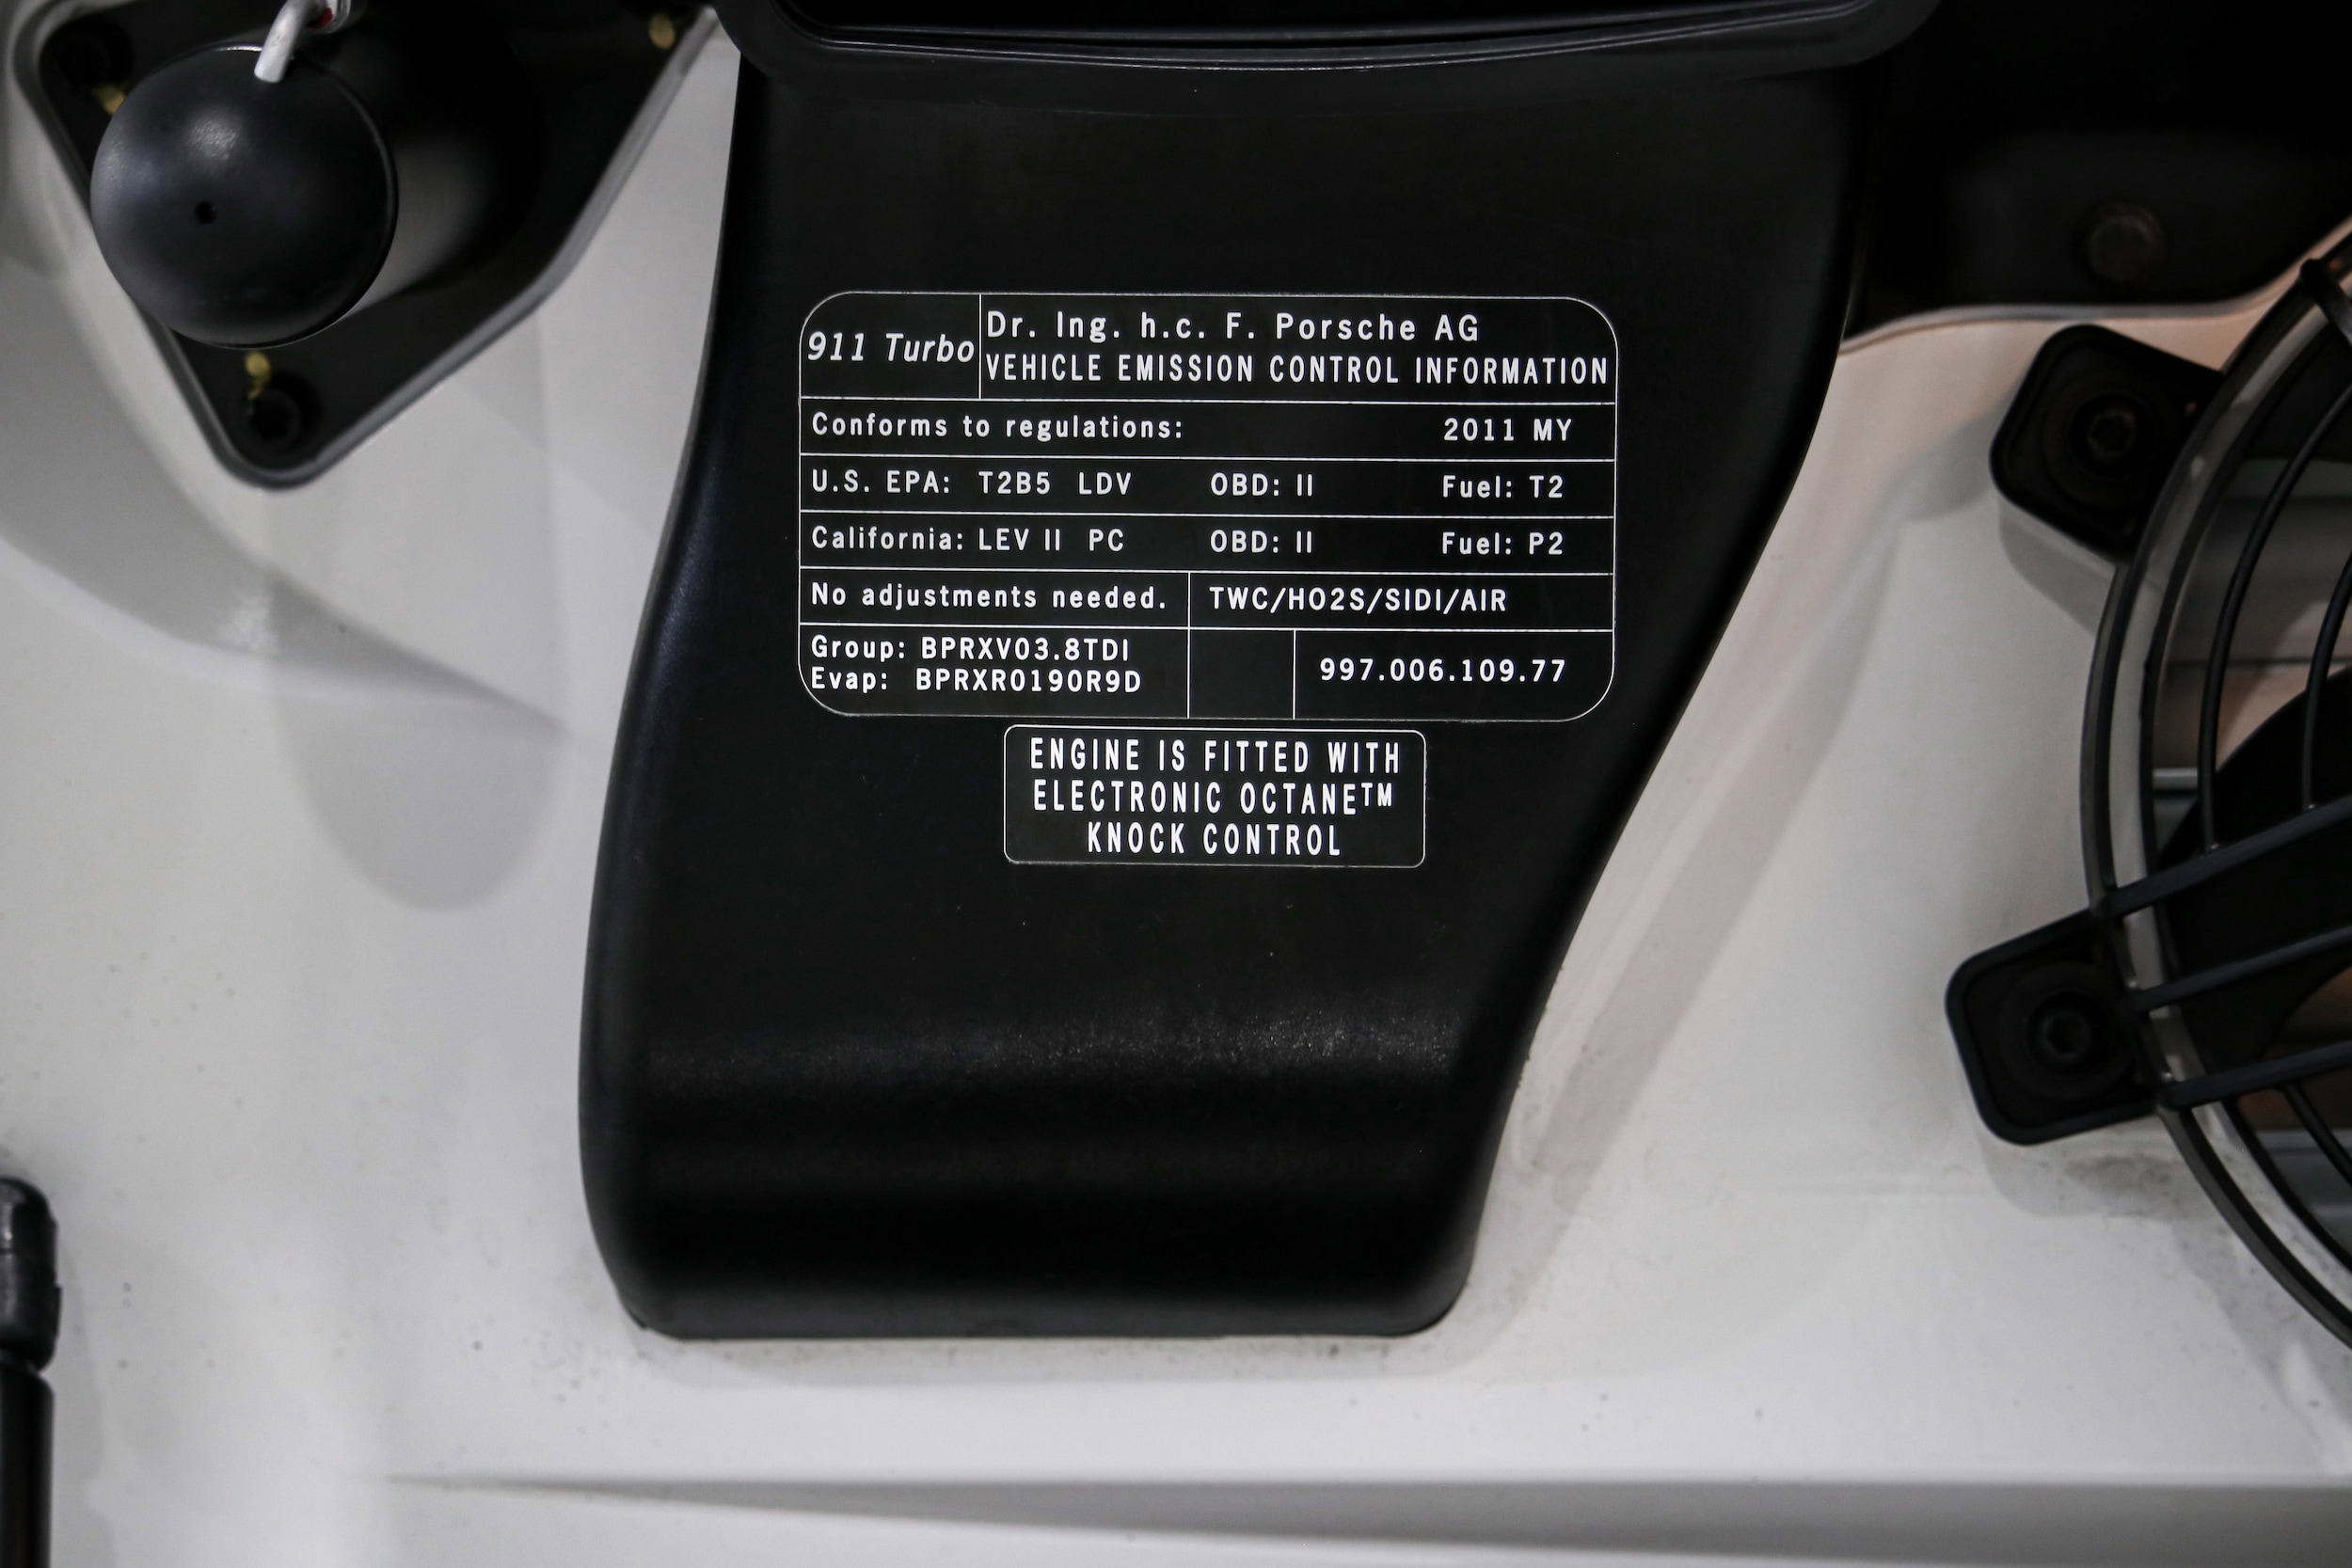 911 Turbo
Dr. Ing. h.c. F. Porsche AG
VEHICLE EMISSION CONTROL INFORMATION
Conforms to regulations: 2011 MY
U.S. EPA: T2B5 LDV OBD: II Fuel: T2
California: LEV II PC OBD: II Fuel: P2
No adjustments needed. TWC/HO2S/SIDI/AIR
Group: BPRXV03.8TDI
Evap: BPRXR0190R9D
997.006.109.77
ENGINE IS FITTED WITH
ELECTRONIC OCTANE™
KNOCK CONTROL